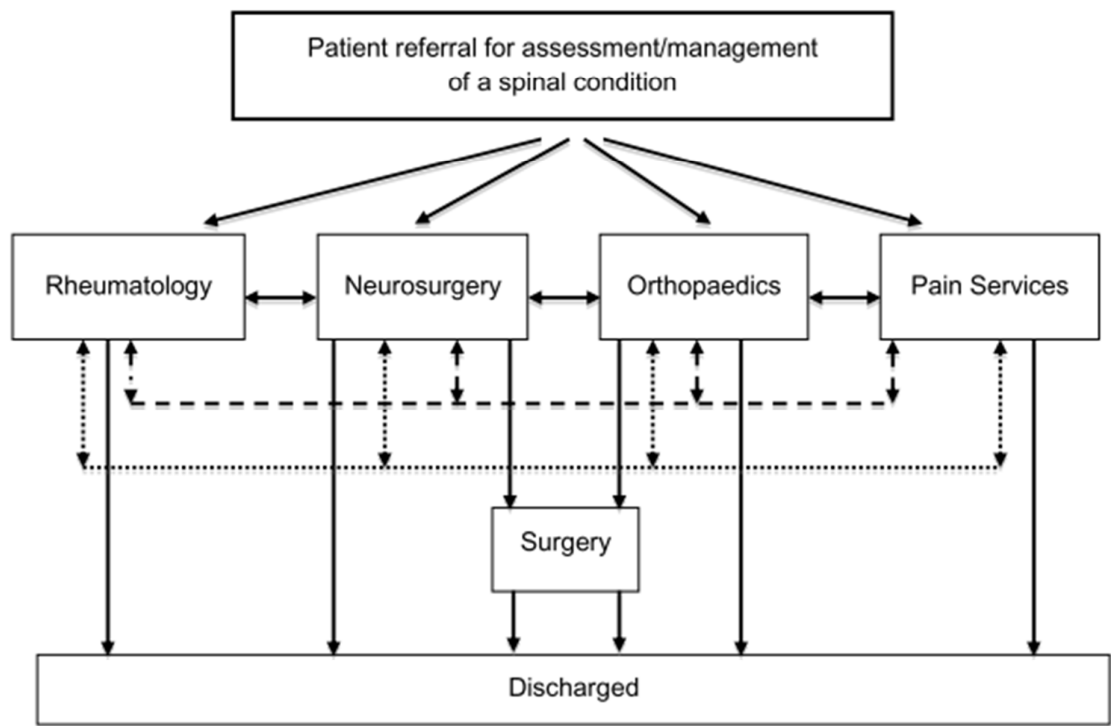 Patient referral for assessment/management
of a spinal condition
Rheumatology
Neurosurgery
Orthopaedics
Pain Services
Surgery
Discharged